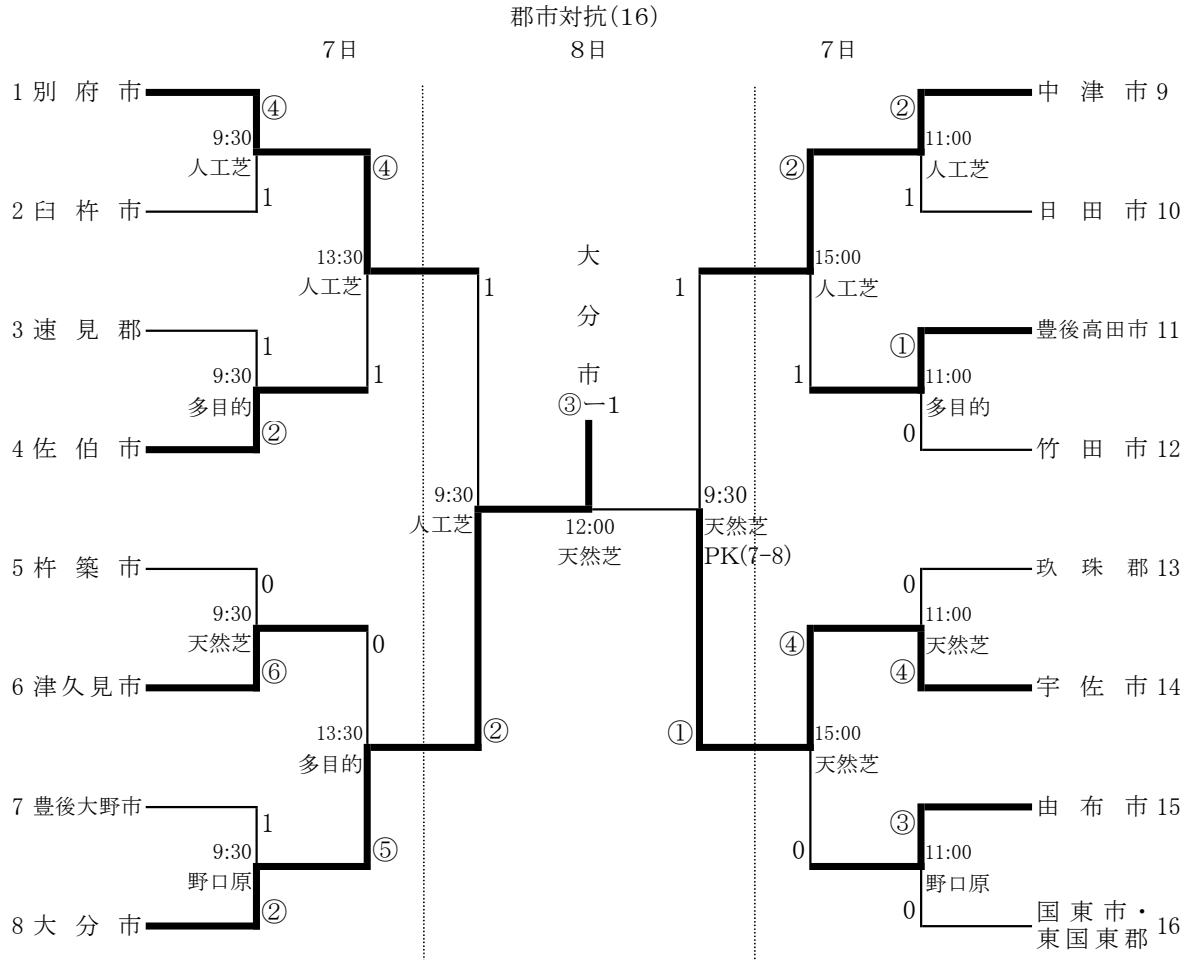 郡市対抗(16)
7日
8日
7日
1 別府市
④
9:30
人工芝
1
2 臼杵市
④
13:30
人工芝
1
3 速見郡
1
9:30
多目的
②
4 佐伯市
1
5 杵築市
0
9:30
天然芝
⑥
6 津久見市
0
13:30
多目的
⑤
7 豊後大野市
1
9:30
野口原
②
8 大分市
1
9:30
人工芝
②
大分市
③ー1
12:00
天然芝
1
9:30
天然芝
PK(7-8)
①
中津市 9
②
11:00
人工芝
1
日田市 10
②
15:00
人工芝
1
豊後高田市 11
①
11:00
多目的
0
竹田市 12
玖珠郡 13
0
11:00
天然芝
④
宇佐市 14
④
15:00
天然芝
0
由布市 15
③
11:00
野口原
0
国東市・
東国東郡 16